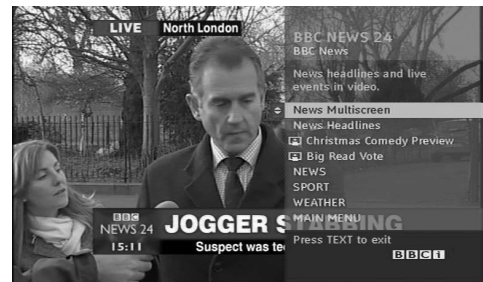 LIVE North London
BBC NEWS 24
BBC News
News headlines and live
events in video.
News Multiscreen
News Headlines
Christmas Comedy Preview
Big Read Vote
NEWS
SPORT
WEATHER
MAIN MENU
Press TEXT to exit
BBC 1
BBC
NEWS 24
15:11
JOGGER STABBING
Suspect was